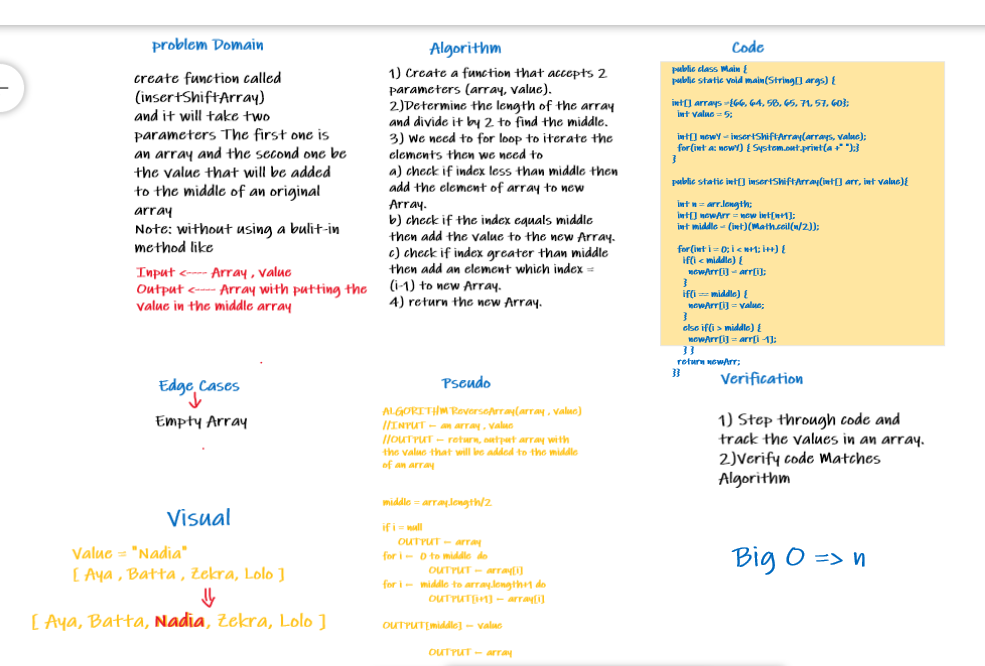 problem Domain
create function called
(insertShiftArray)
and it will take two
parameters The first one is
an array and the second one be
the value that will be added
to the middle of an original
array
Note: without using a bulit-in
method like
Input <---- Array , value
Output <---- Array with putting the
value in the middle array
Algorithm
1) Create a function that accepts 2
parameters (array, value).
2)Determine the length of the array
and divide it by 2 to find the middle.
3) We need to for loop to iterate the
elements then we need to
a) check if index less than middle then
add the element of array to new
Array.
b) check if the index equals middle
then add the value to the new Array.
c) check if index greater than middle
then add an element which index =
(i-1) to new Array.
4) return the new Array.
Code
public class Main {
public static void main(String[] args) {
int[] arrays ={66, 64, 58, 65, 71, 57, 60};
int value = 5;
int[] newY = insertShiftArray(arrays, value);
for(int a: newY) { System.out.print(a +" ");}
}
public static int[] insertShiftArray(int[] arr, int value){
int n = arr.length;
int[] newArr = new int[n+1];
int middle = (int)(Math.ceil(n/2));
for(int i = 0; i < n+1; i++) {
if(i < middle) {
newArr[i] = arr[i];
}
if(i == middle) {
newArr[i] = value;
}
else if(i > middle) {
newArr[i] = arr[i -1];
} }
return newArr;
}}
Edge Cases
Empty Array
Pseudo
ALGORITHM ReverseArray(array , value)
//INPUT <-- an array , value
//OUTPUT <-- return, output array with
the value that will be added to the middle
of an array
middle = array.length/2
if i = null
OUTPUT <-- array
for i <-- 0 to middle do
OUTPUT <-- array[i]
for i <-- middle to array.length+1 do
OUTPUT[i+1] <-- array[i]
OUTPUT[middle] <-- value
OUTPUT <-- array
Verification
1) Step through code and
track the values in an array.
2)Verify code Matches
Algorithm
Visual
Value = "Nadia"
[ Aya , Batta , Zekra, Lolo ]
[ Aya, Batta, Nadia, Zekra, Lolo ]
Big O => n